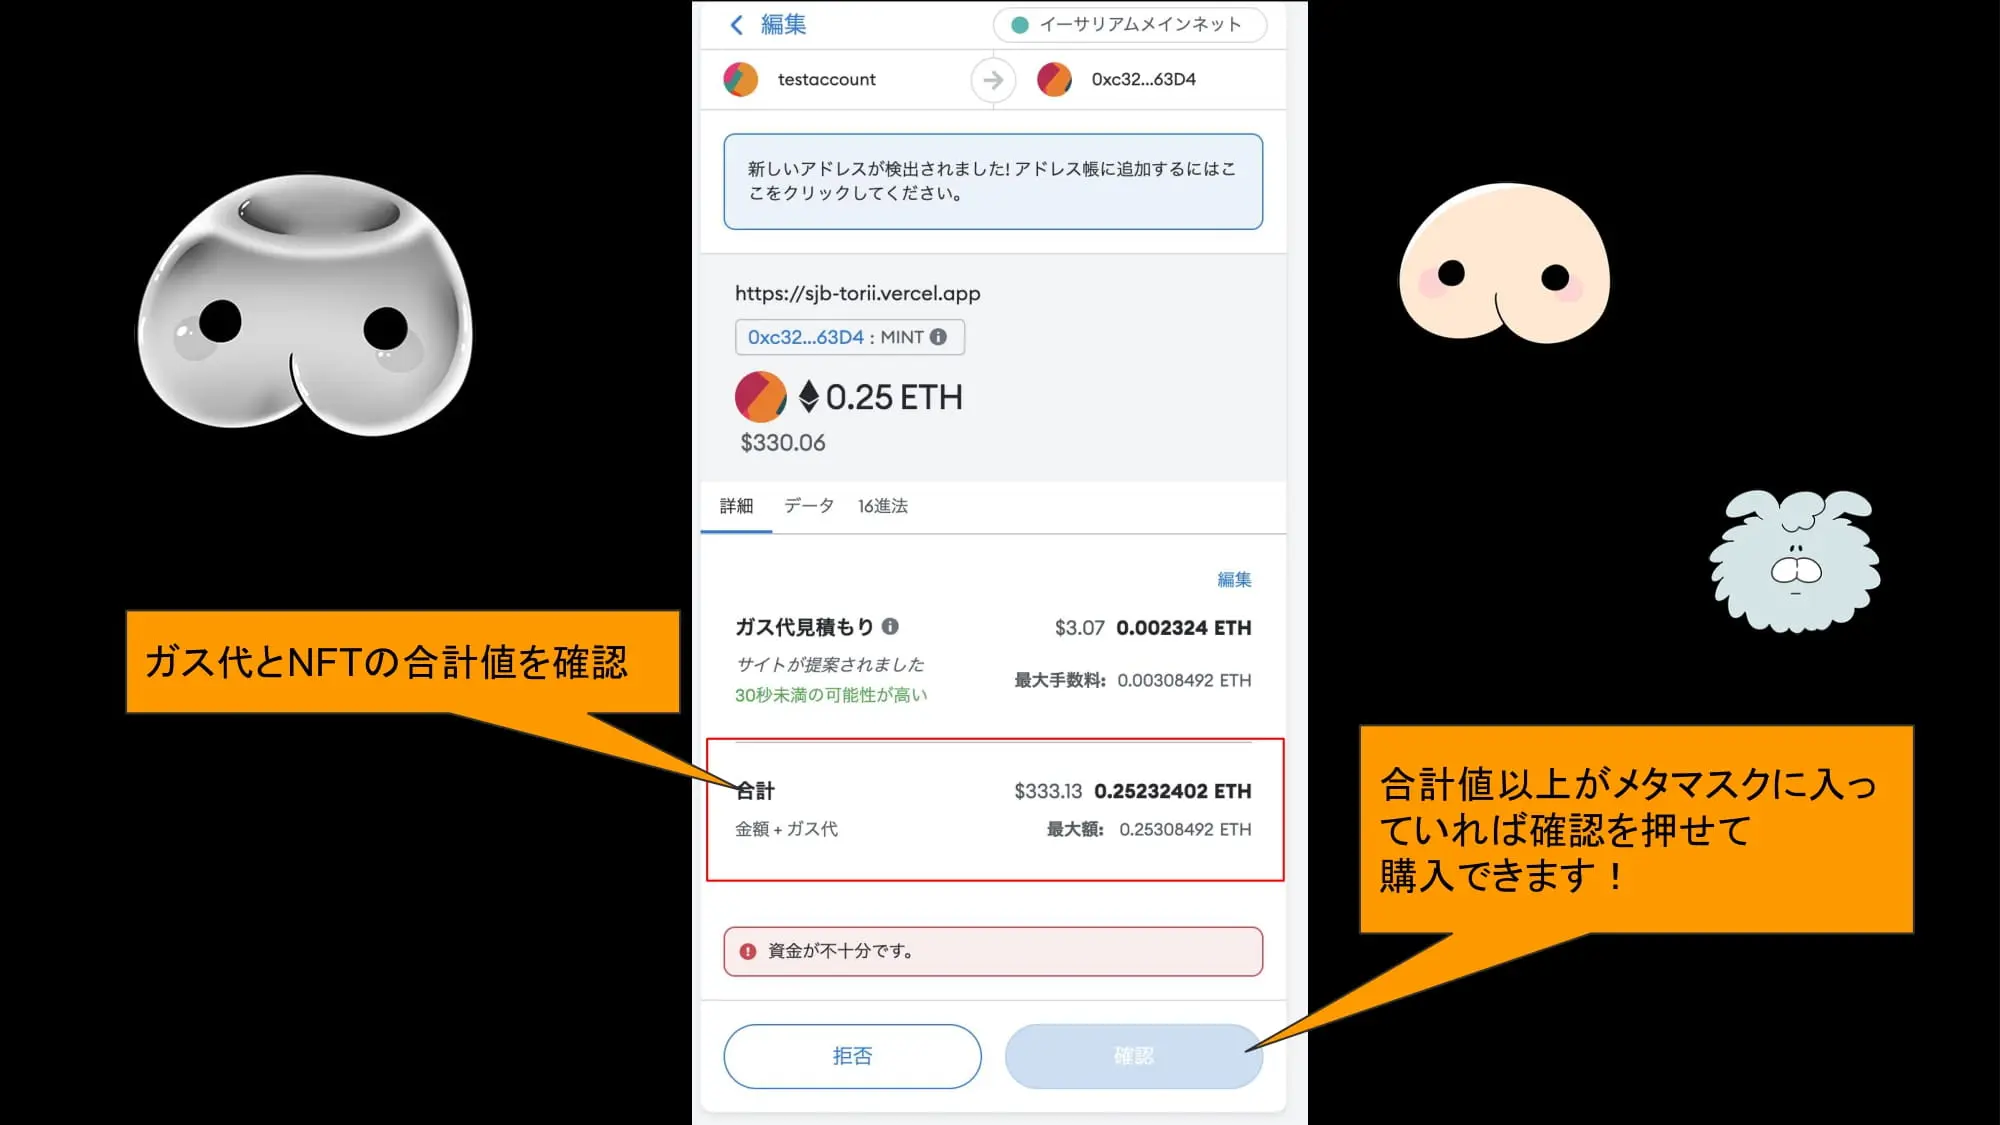 編集
イーサリアムメインネット
testaccount
0xc32...63D4
新しいアドレスが検出されました! アドレス帳に追加するにはこ
こをクリックしてください。
https://sjb-torii.vercel.app
0xc32...63D4 : MINT
0.25 ETH
$330.06
詳細 データ 16進法
編集
ガス代見積もり $3.07 0.002324 ETH
サイトが提案されました
最大手数料: 0.00308492 ETH
30秒未満の可能性が高い
ガス代とNFTの合計値を確認
合計 $333.13 0.25232402 ETH
金額 + ガス代 最大額: 0.25308492 ETH
合計値以上がメタマスクに入っ
ていれば確認を押せて
購入できます！
資金が不十分です。
拒否
確認